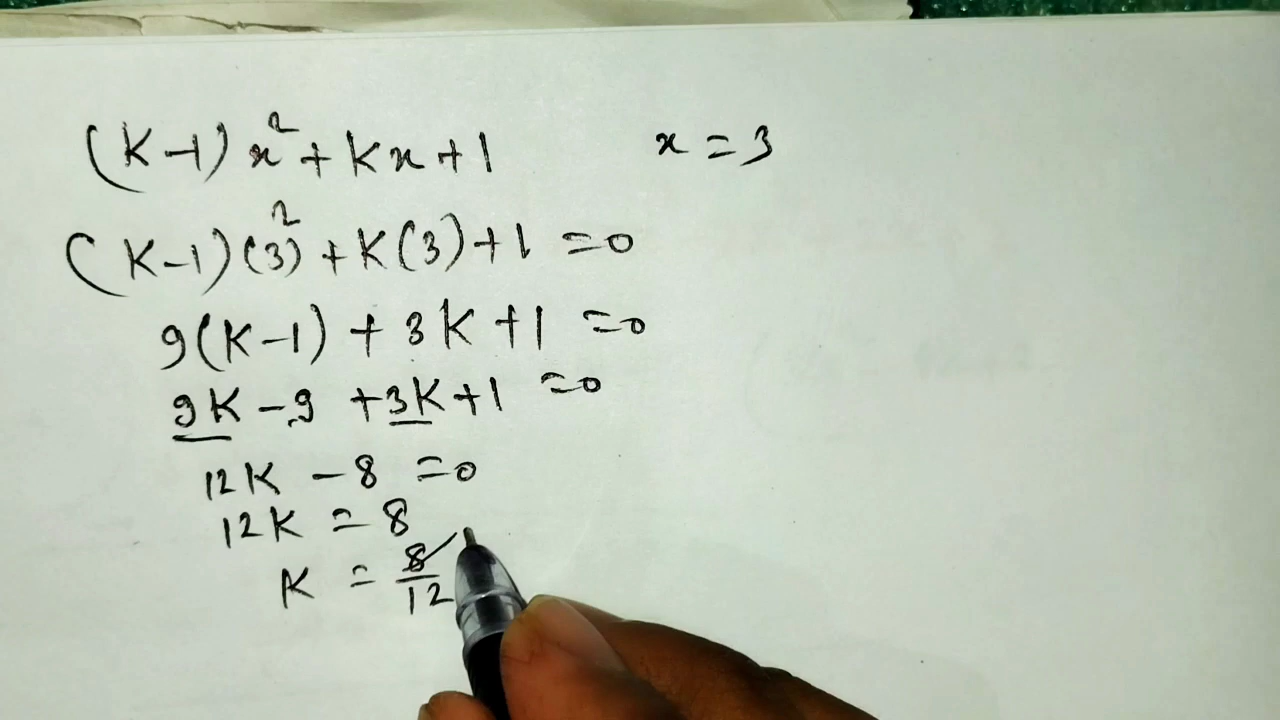 (K-1)x²+Kx+1 x=3
(K-1)(3)²+K(3)+1=0
9(K-1)+3K+1=0
9K-9+3K+1=0
12K-8=0
12K=8
K=8/12